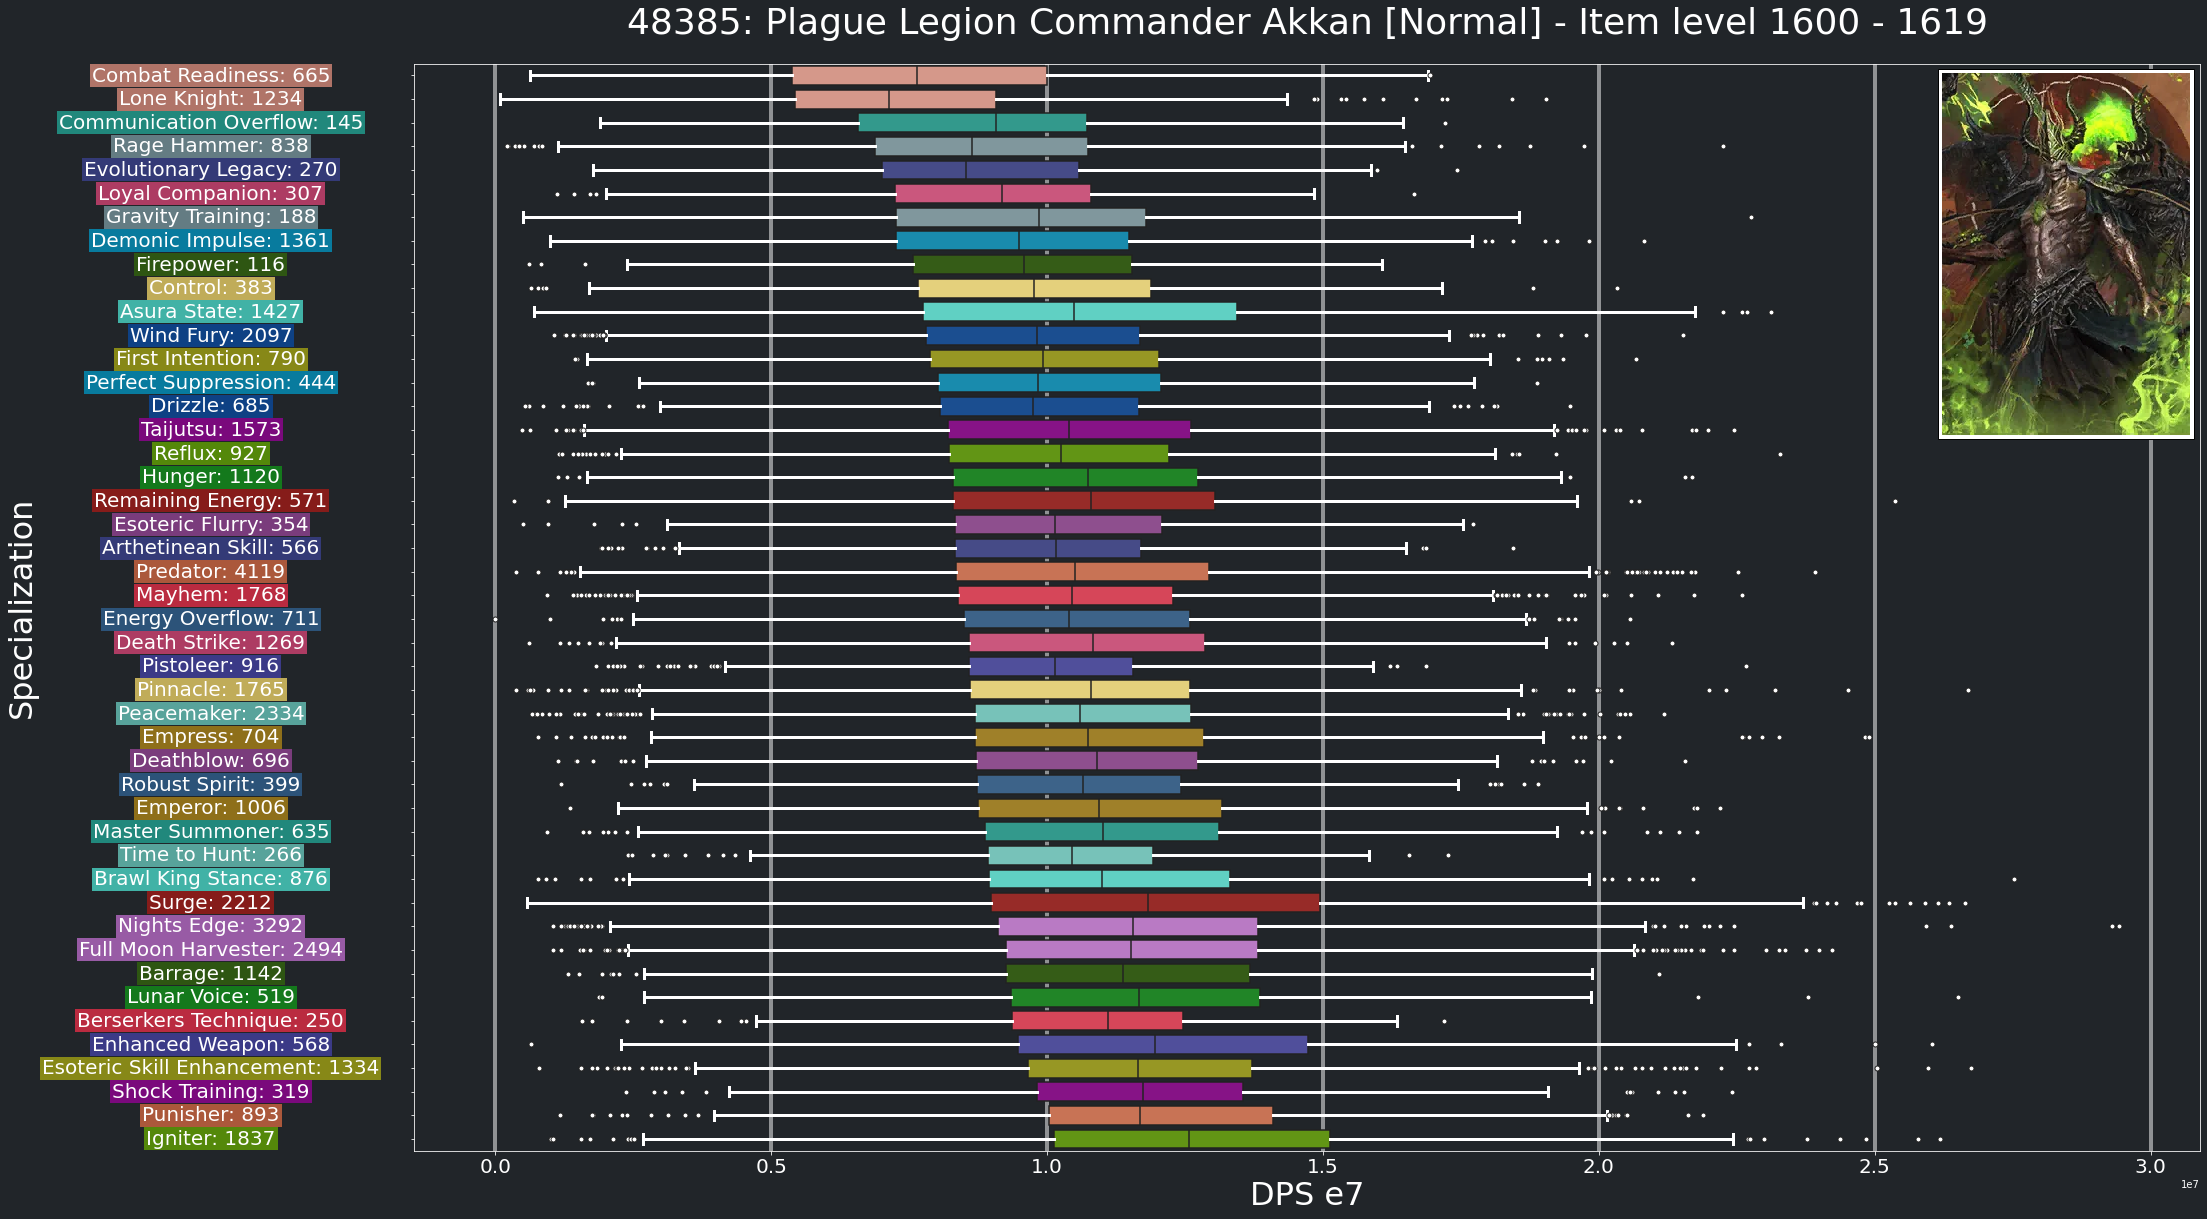 48385: Plague Legion Commander Akkan [Normal] - Item level 1600 - 1619
Combat Readiness: 665
Lone Knight: 1234
Communication Overflow: 145
Rage Hammer: 838
Evolutionary Legacy: 270
Loyal Companion: 307
Gravity Training: 188
Demonic Impulse: 1361
Firepower: 116
Control: 383
Asura State: 1427
Wind Fury: 2097
First Intention: 790
Perfect Suppression: 444
Drizzle: 685
Taijutsu: 1573
Reflux: 927
Hunger: 1120
Remaining Energy: 571
Esoteric Flurry: 354
Arthetinean Skill: 566
Predator: 4119
Mayhem: 1768
Energy Overflow: 711
Death Strike: 1269
Pistoleer: 916
Pinnacle: 1765
Peacemaker: 2334
Empress: 704
Deathblow: 696
Robust Spirit: 399
Emperor: 1006
Master Summoner: 635
Time to Hunt: 266
Brawl King Stance: 876
Surge: 2212
Nights Edge: 3292
Full Moon Harvester: 2494
Barrage: 1142
Lunar Voice: 519
Berserkers Technique: 250
Enhanced Weapon: 568
Esoteric Skill Enhancement: 1334
Shock Training: 319
Punisher: 893
Igniter: 1837
Specialization
0.0 0.5 1.0 1.5 2.0 2.5 3.0
1e7
DPS e7